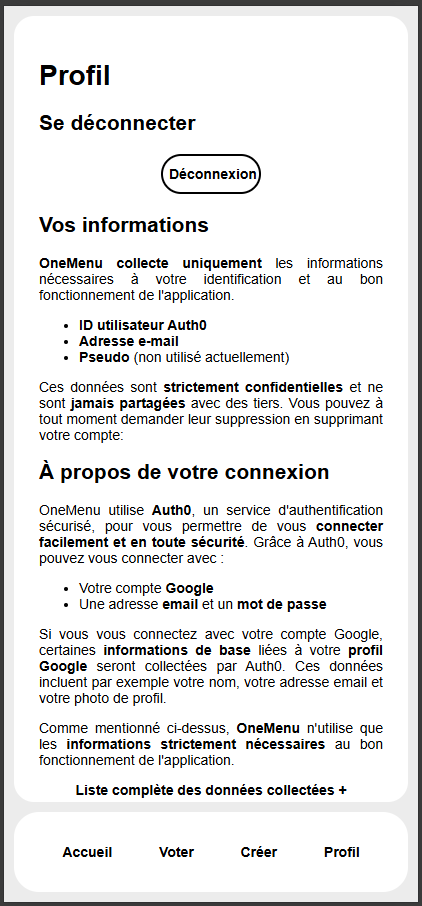 Profil
Se déconnecter
Déconnexion
Vos informations
OneMenu collecte uniquement les informations
nécessaires à votre identification et au bon
fonctionnement de l'application.
• ID utilisateur Auth0
• Adresse e-mail
• Pseudo (non utilisé actuellement)
Ces données sont strictement confidentielles et ne
sont jamais partagées avec des tiers. Vous pouvez à
tout moment demander leur suppression en supprimant
votre compte:
À propos de votre connexion
OneMenu utilise Auth0, un service d'authentification
sécurisé, pour vous permettre de vous connecter
facilement et en toute sécurité. Grâce à Auth0, vous
pouvez vous connecter avec :
• Votre compte Google
• Une adresse email et un mot de passe
Si vous vous connectez avec votre compte Google,
certaines informations de base liées à votre profil
Google seront collectées par Auth0. Ces données
incluent par exemple votre nom, votre adresse email et
votre photo de profil.
Comme mentionné ci-dessus, OneMenu n'utilise que
les informations strictement nécessaires au bon
fonctionnement de l'application.
Liste complète des données collectées +
Accueil Voter Créer Profil